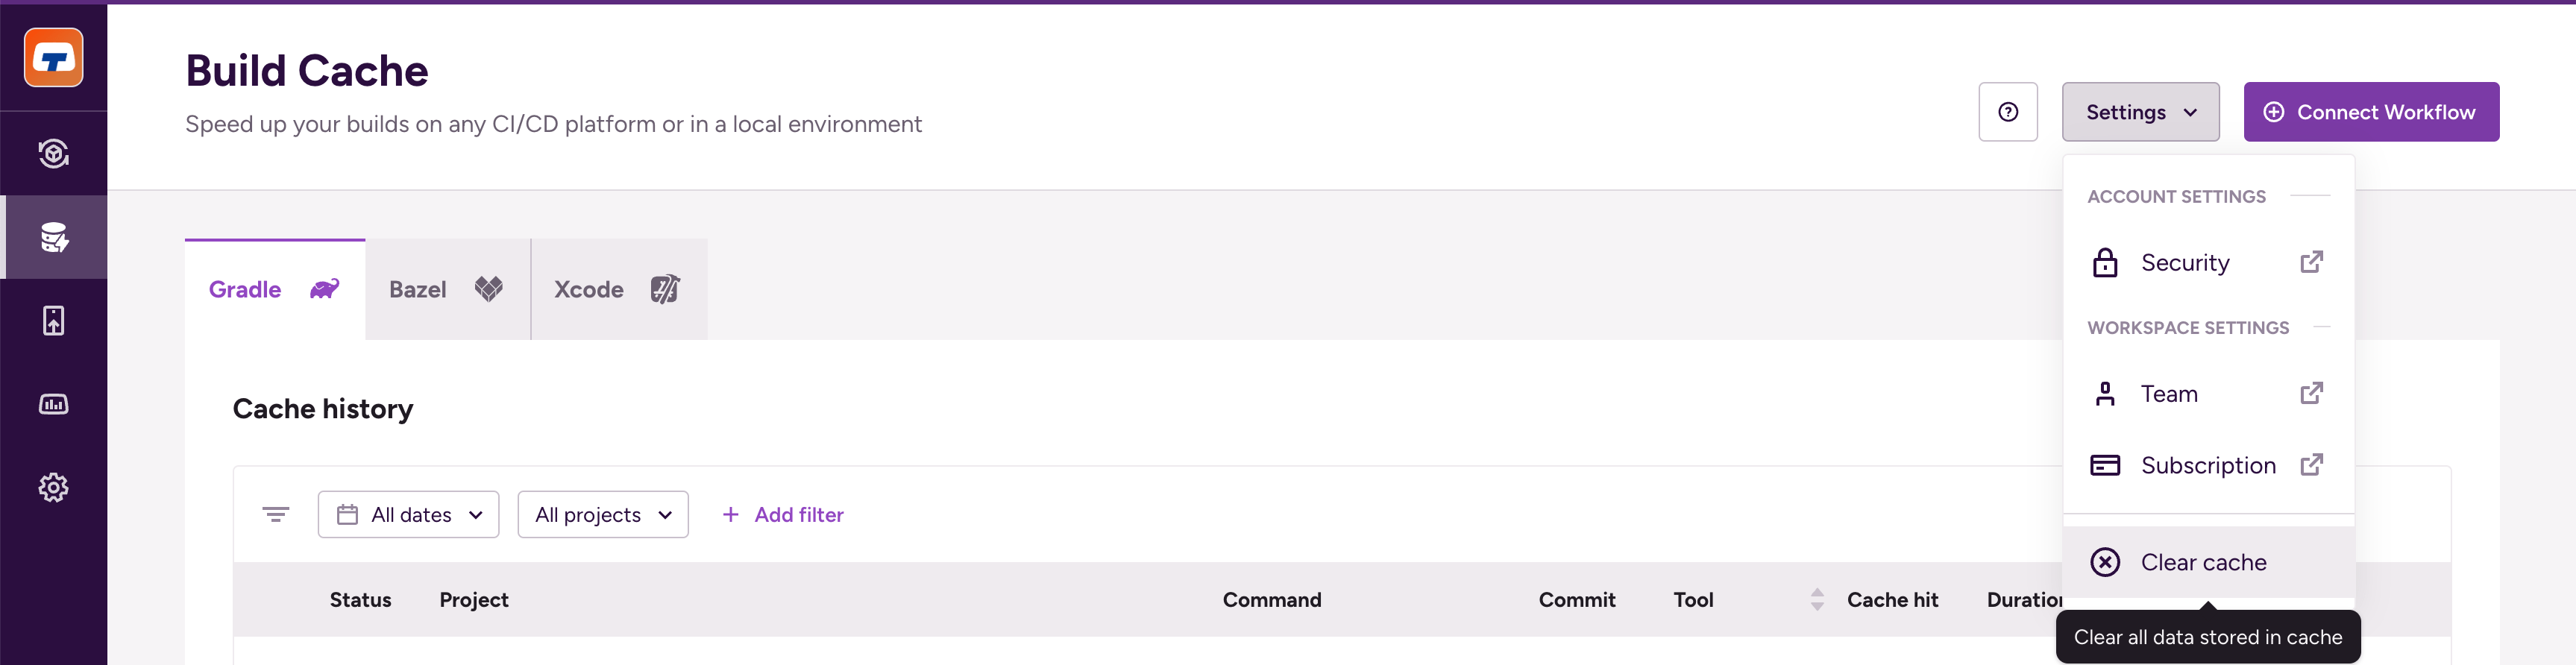 Build Cache
Speed up your builds on any CI/CD platform or in a local environment
Settings
Connect Workflow
ACCOUNT SETTINGS
Security
WORKSPACE SETTINGS
Team
Subscription
Clear cache
Clear all data stored in cache
Gradle
Bazel
Xcode
Cache history
All dates
All projects
+ Add filter
Status Project Command Commit Tool Cache hit Duration